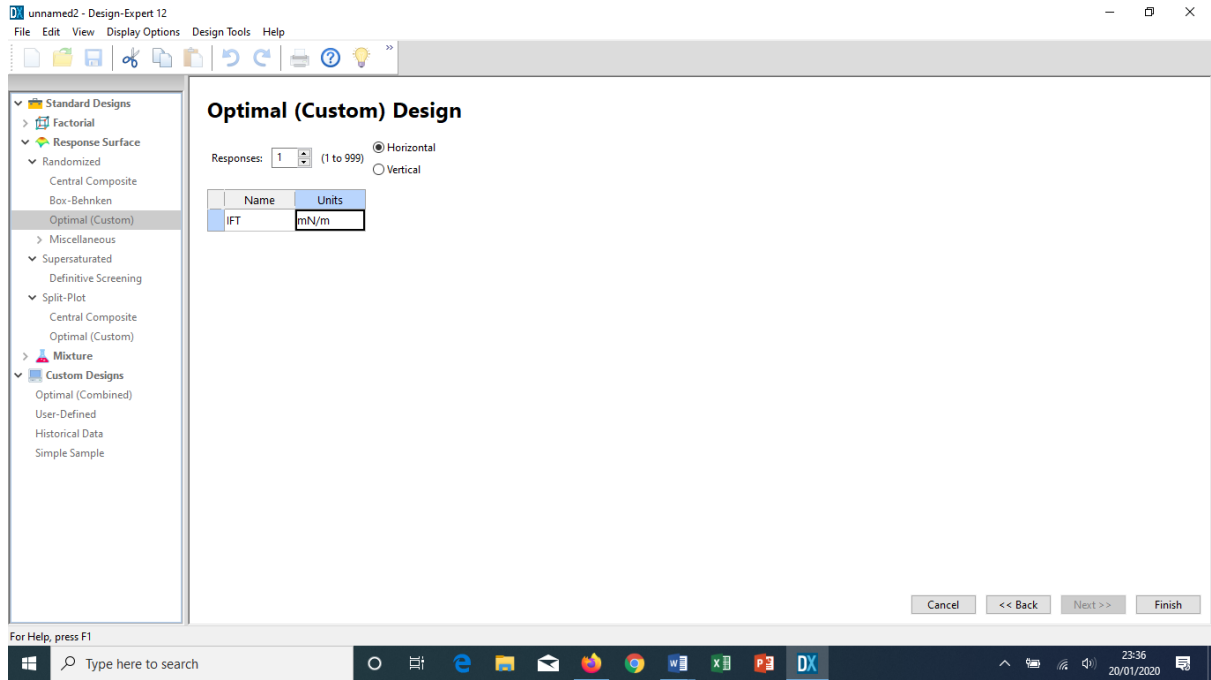 unnamed2 - Design-Expert 12
File Edit View Display Options Design Tools Help
»
Standard Designs
Factorial
Response Surface
Randomized
Central Composite
Box-Behnken
Optimal (Custom)
Miscellaneous
Supersaturated
Definitive Screening
Split-Plot
Central Composite
Optimal (Custom)
Mixture
Custom Designs
Optimal (Combined)
User-Defined
Historical Data
Simple Sample
Optimal (Custom) Design
Responses: 1 (1 to 999)
Horizontal
Vertical
Name Units
IFT mN/m
Cancel << Back Next >> Finish
For Help, press F1
Type here to search
23:36
20/01/2020